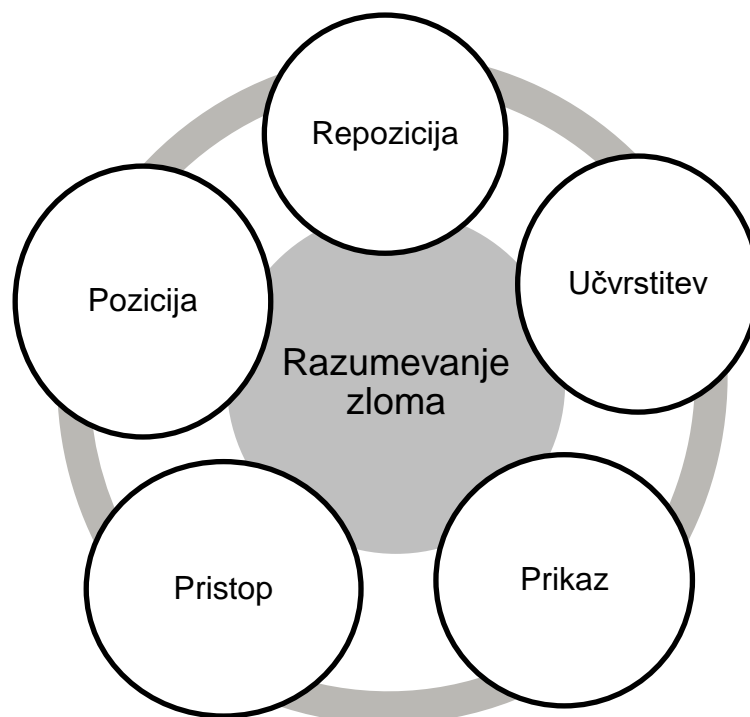 Repozicija
Učvrstitev
Pozicija
Razumevanje
zloma
Pristop
Prikaz